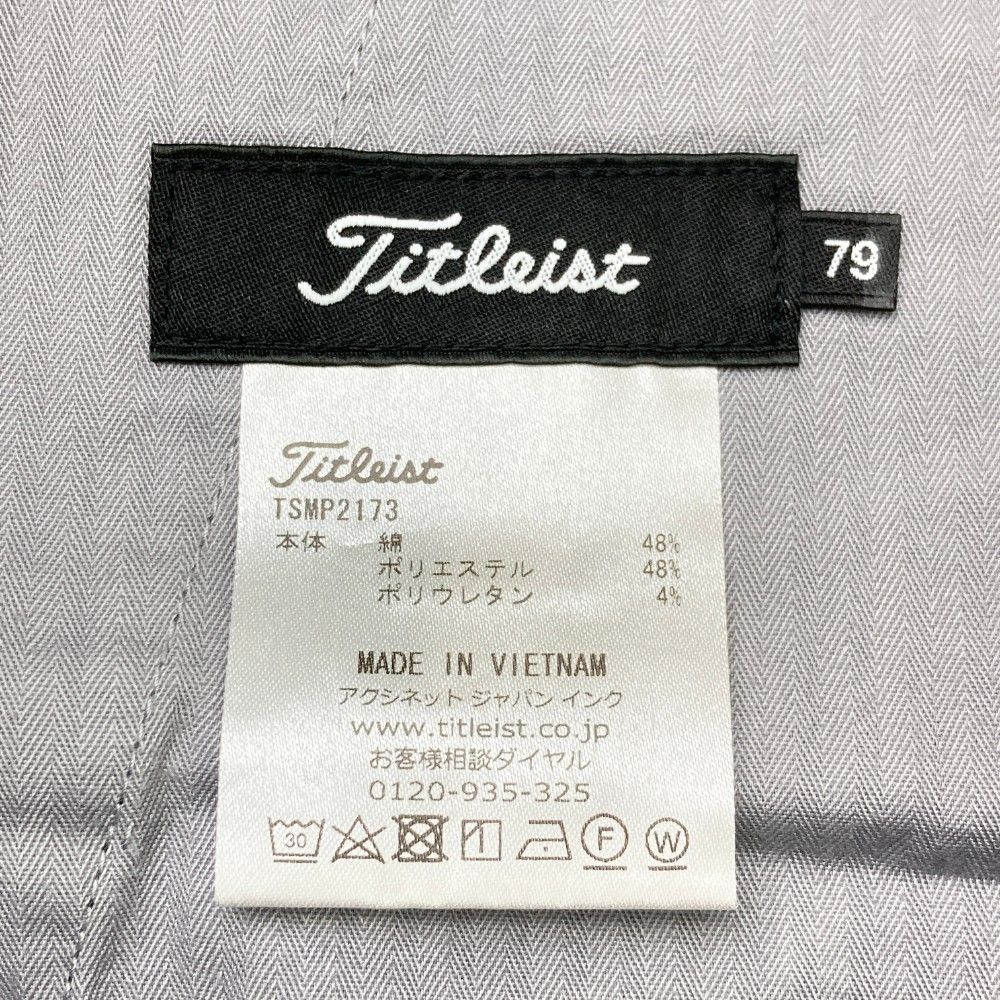 Titleist
79
Titleist
TSMP2173
本体 綿 48%
ポリエステル 48%
ポリウレタン 4%
MADE IN VIETNAM
アクシネット ジャパン インク
www.titleist.co.jp
お客様相談ダイヤル
0120-935-325
30 F W